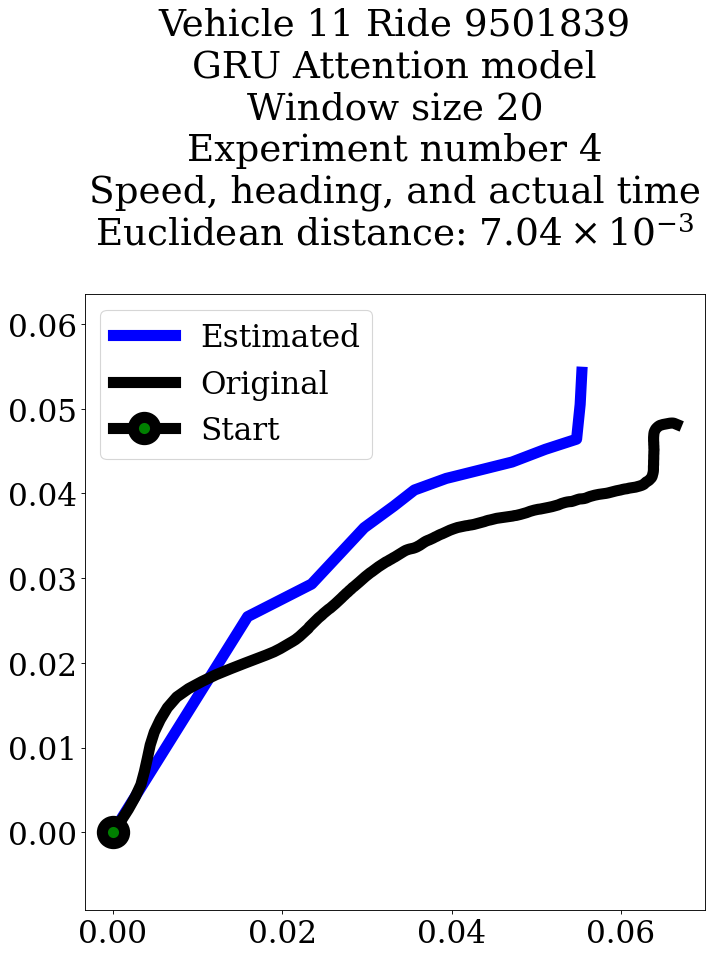 Vehicle 11 Ride 9501839
GRU Attention model
Window size 20
Experiment number 4
Speed, heading, and actual time
Euclidean distance: 7.04 × 10⁻³
Estimated
Original
Start
0.06
0.05
0.04
0.03
0.02
0.01
0.00
0.00 0.02 0.04 0.06